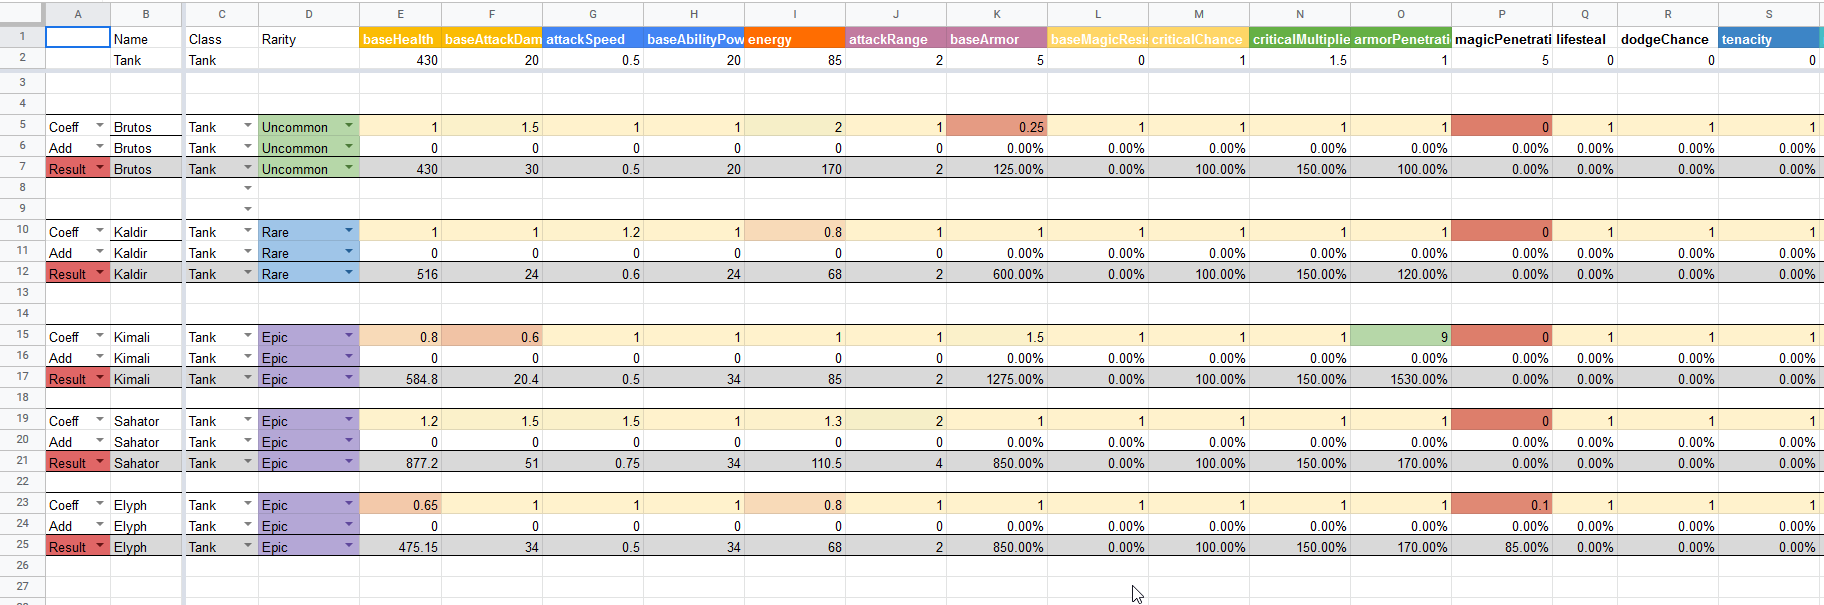 A B C D E F G H I J K L M N O P Q R S
1 Name Class Rarity baseHealth baseAttackDam attackSpeed baseAbilityPow energy attackRange baseArmor baseMagicResi criticalChance criticalMultiplie armorPenetrati magicPenetrati lifesteal dodgeChance tenacity
2 Tank Tank 430 20 0.5 20 85 2 5 0 1 1.5 1 5 0 0 0
3
4
5 Coeff Brutos Tank Uncommon 1 1.5 1 1 2 1 0.25 1 1 1 1 0 1 1 1
6 Add Brutos Tank Uncommon 0 0 0 0 0 0 0.00% 0.00% 0.00% 0.00% 0.00% 0.00% 0.00% 0.00% 0.00%
7 Result Brutos Tank Uncommon 430 30 0.5 20 170 2 125.00% 0.00% 100.00% 150.00% 100.00% 0.00% 0.00% 0.00% 0.00%
8
9
10 Coeff Kaldir Tank Rare 1 1 1.2 1 0.8 1 1 1 1 1 1 0 1 1 1
11 Add Kaldir Tank Rare 0 0 0 0 0 0 0.00% 0.00% 0.00% 0.00% 0.00% 0.00% 0.00% 0.00% 0.00%
12 Result Kaldir Tank Rare 516 24 0.6 24 68 2 600.00% 0.00% 100.00% 150.00% 120.00% 0.00% 0.00% 0.00% 0.00%
13
14
15 Coeff Kimali Tank Epic 0.8 0.6 1 1 1 1 1.5 1 1 1 9 0 1 1 1
16 Add Kimali Tank Epic 0 0 0 0 0 0 0.00% 0.00% 0.00% 0.00% 0.00% 0.00% 0.00% 0.00% 0.00%
17 Result Kimali Tank Epic 584.8 20.4 0.5 34 85 2 1275.00% 0.00% 100.00% 150.00% 1530.00% 0.00% 0.00% 0.00% 0.00%
18
19 Coeff Sahator Tank Epic 1.2 1.5 1.5 1 1.3 2 1 1 1 1 1 0 1 1 1
20 Add Sahator Tank Epic 0 0 0 0 0 0 0.00% 0.00% 0.00% 0.00% 0.00% 0.00% 0.00% 0.00% 0.00%
21 Result Sahator Tank Epic 877.2 51 0.75 34 110.5 4 850.00% 0.00% 100.00% 150.00% 170.00% 0.00% 0.00% 0.00% 0.00%
22
23 Coeff Elyph Tank Epic 0.65 1 1 1 0.8 1 1 1 1 1 1 0.1 1 1 1
24 Add Elyph Tank Epic 0 0 0 0 0 0 0.00% 0.00% 0.00% 0.00% 0.00% 0.00% 0.00% 0.00% 0.00%
25 Result Elyph Tank Epic 475.15 34 0.5 34 68 2 850.00% 0.00% 100.00% 150.00% 170.00% 85.00% 0.00% 0.00% 0.00%
26
27